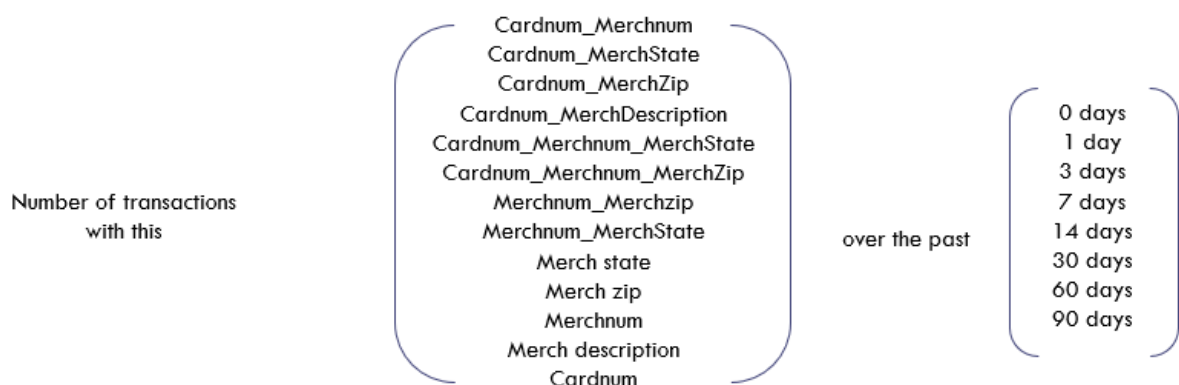 Number of transactions
with this
Cardnum_Merchnum
Cardnum_MerchState
Cardnum_MerchZip
Cardnum_MerchDescription
Cardnum_Merchnum_MerchState
Cardnum_Merchnum_MerchZip
Merchnum_Merchzip
Merchnum_MerchState
Merch state
Merch zip
Merchnum
Merch description
Cardnum
over the past
0 days
1 day
3 days
7 days
14 days
30 days
60 days
90 days